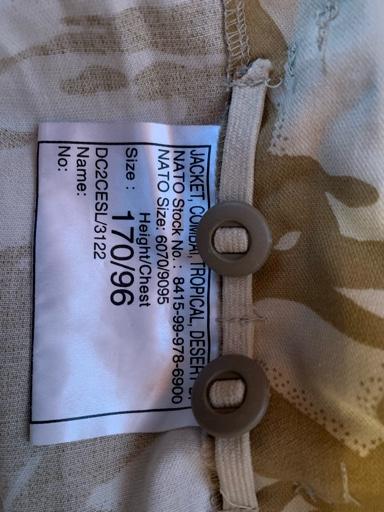 JACKET, COMBAT, TROPICAL, DESERT
NATO Stock No.: 8415-99-978-6900
NATO Size: 6070/9095
Height/Chest
Size: 170/96
DC2CESL/3122
Name:
No: